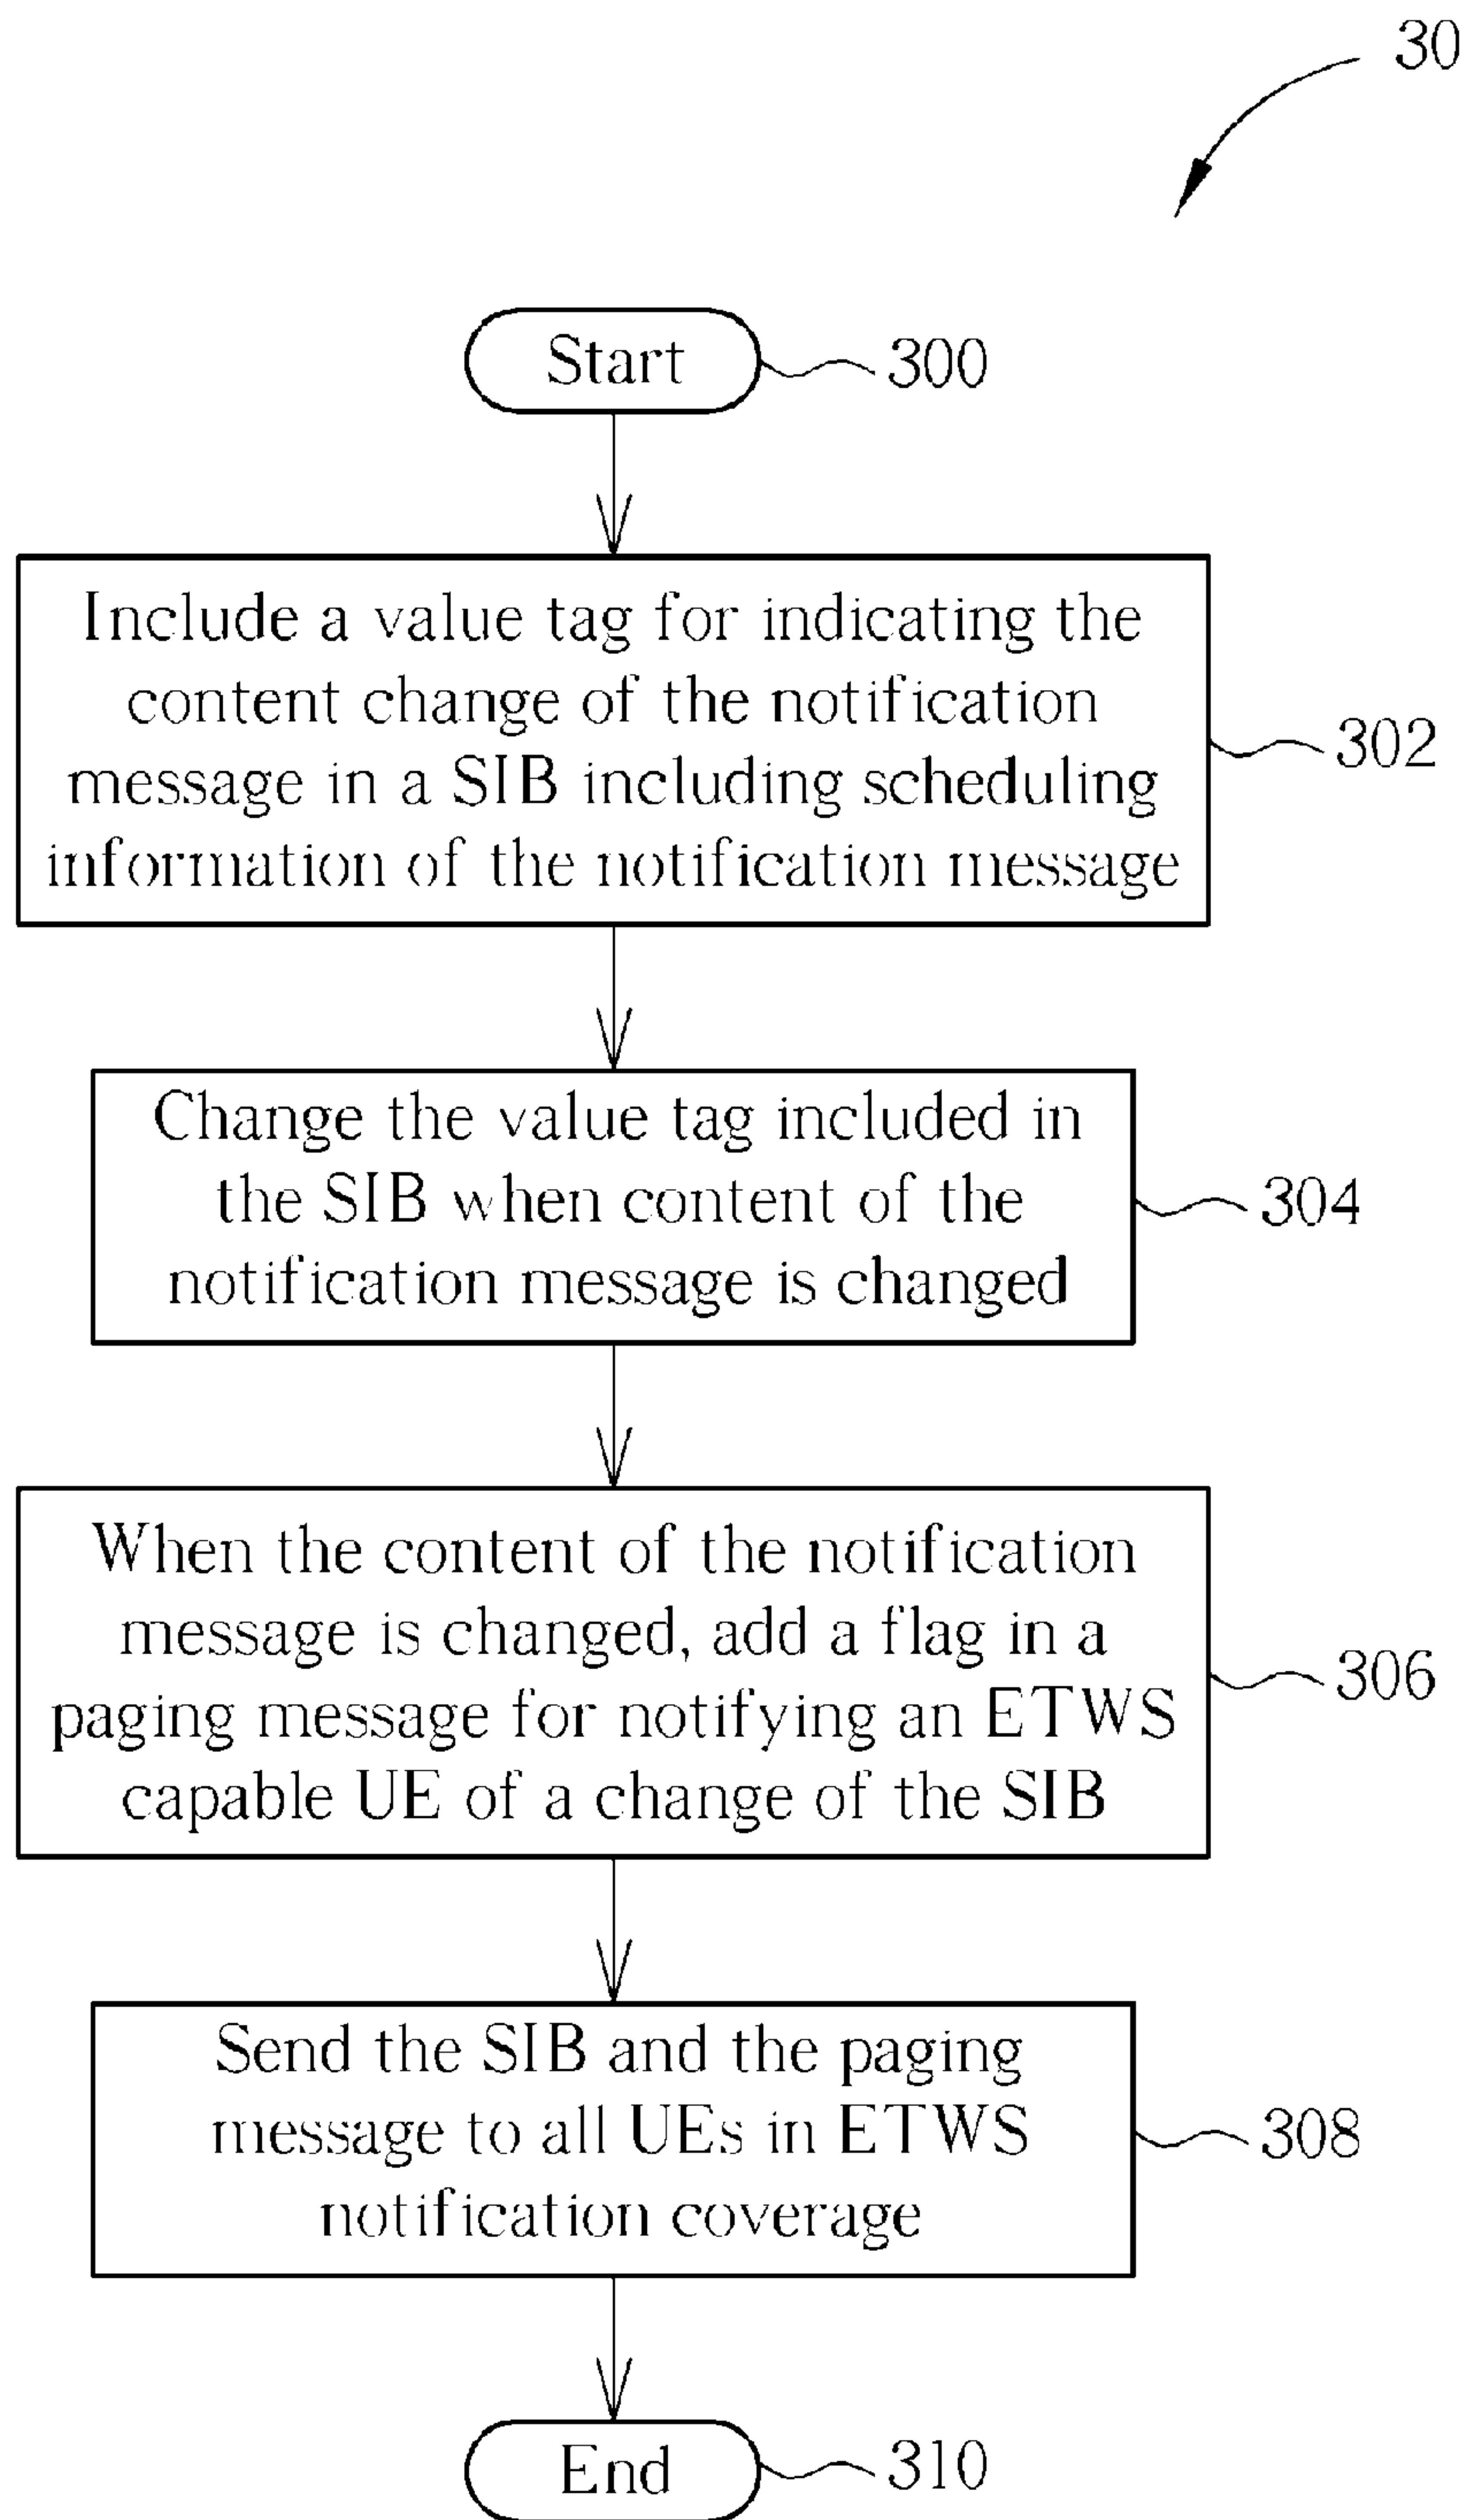 30
Start
300
Include a value tag for indicating the
content change of the notification
message in a SIB including scheduling
information of the notification message
302
Change the value tag included in
the SIB when content of the
notification message is changed
304
When the content of the notification
message is changed, add a flag in a
paging message for notifying an ETWS
capable UE of a change of the SIB
306
Send the SIB and the paging
message to all UEs in ETWS
notification coverage
308
End
310